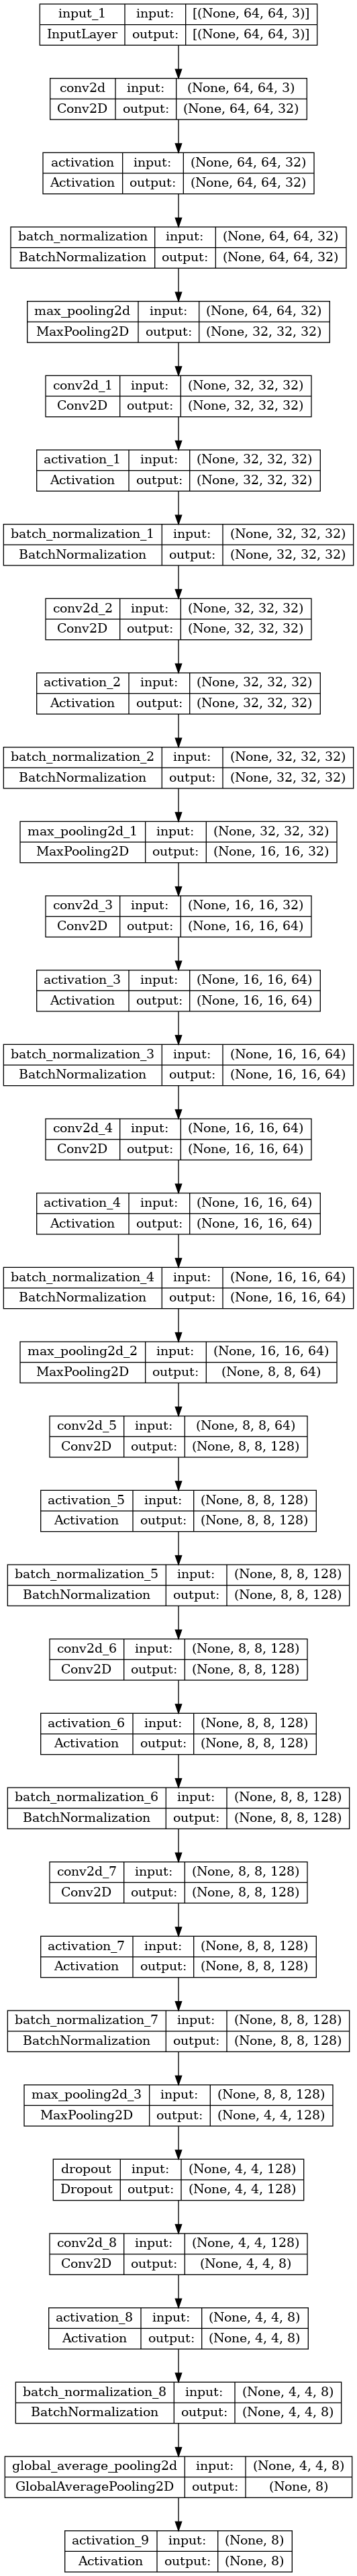 input_1 input: [(None, 64, 64, 3)]
InputLayer output: [(None, 64, 64, 3)]
conv2d input: (None, 64, 64, 3)
Conv2D output: (None, 64, 64, 32)
activation input: (None, 64, 64, 32)
Activation output: (None, 64, 64, 32)
batch_normalization input: (None, 64, 64, 32)
BatchNormalization output: (None, 64, 64, 32)
max_pooling2d input: (None, 64, 64, 32)
MaxPooling2D output: (None, 32, 32, 32)
conv2d_1 input: (None, 32, 32, 32)
Conv2D output: (None, 32, 32, 32)
activation_1 input: (None, 32, 32, 32)
Activation output: (None, 32, 32, 32)
batch_normalization_1 input: (None, 32, 32, 32)
BatchNormalization output: (None, 32, 32, 32)
conv2d_2 input: (None, 32, 32, 32)
Conv2D output: (None, 32, 32, 32)
activation_2 input: (None, 32, 32, 32)
Activation output: (None, 32, 32, 32)
batch_normalization_2 input: (None, 32, 32, 32)
BatchNormalization output: (None, 32, 32, 32)
max_pooling2d_1 input: (None, 32, 32, 32)
MaxPooling2D output: (None, 16, 16, 32)
conv2d_3 input: (None, 16, 16, 32)
Conv2D output: (None, 16, 16, 64)
activation_3 input: (None, 16, 16, 64)
Activation output: (None, 16, 16, 64)
batch_normalization_3 input: (None, 16, 16, 64)
BatchNormalization output: (None, 16, 16, 64)
conv2d_4 input: (None, 16, 16, 64)
Conv2D output: (None, 16, 16, 64)
activation_4 input: (None, 16, 16, 64)
Activation output: (None, 16, 16, 64)
batch_normalization_4 input: (None, 16, 16, 64)
BatchNormalization output: (None, 16, 16, 64)
max_pooling2d_2 input: (None, 16, 16, 64)
MaxPooling2D output: (None, 8, 8, 64)
conv2d_5 input: (None, 8, 8, 64)
Conv2D output: (None, 8, 8, 128)
activation_5 input: (None, 8, 8, 128)
Activation output: (None, 8, 8, 128)
batch_normalization_5 input: (None, 8, 8, 128)
BatchNormalization output: (None, 8, 8, 128)
conv2d_6 input: (None, 8, 8, 128)
Conv2D output: (None, 8, 8, 128)
activation_6 input: (None, 8, 8, 128)
Activation output: (None, 8, 8, 128)
batch_normalization_6 input: (None, 8, 8, 128)
BatchNormalization output: (None, 8, 8, 128)
conv2d_7 input: (None, 8, 8, 128)
Conv2D output: (None, 8, 8, 128)
activation_7 input: (None, 8, 8, 128)
Activation output: (None, 8, 8, 128)
batch_normalization_7 input: (None, 8, 8, 128)
BatchNormalization output: (None, 8, 8, 128)
max_pooling2d_3 input: (None, 8, 8, 128)
MaxPooling2D output: (None, 4, 4, 128)
dropout input: (None, 4, 4, 128)
Dropout output: (None, 4, 4, 128)
conv2d_8 input: (None, 4, 4, 128)
Conv2D output: (None, 4, 4, 8)
activation_8 input: (None, 4, 4, 8)
Activation output: (None, 4, 4, 8)
batch_normalization_8 input: (None, 4, 4, 8)
BatchNormalization output: (None, 4, 4, 8)
global_average_pooling2d input: (None, 4, 4, 8)
GlobalAveragePooling2D output: (None, 8)
activation_9 input: (None, 8)
Activation output: (None, 8)